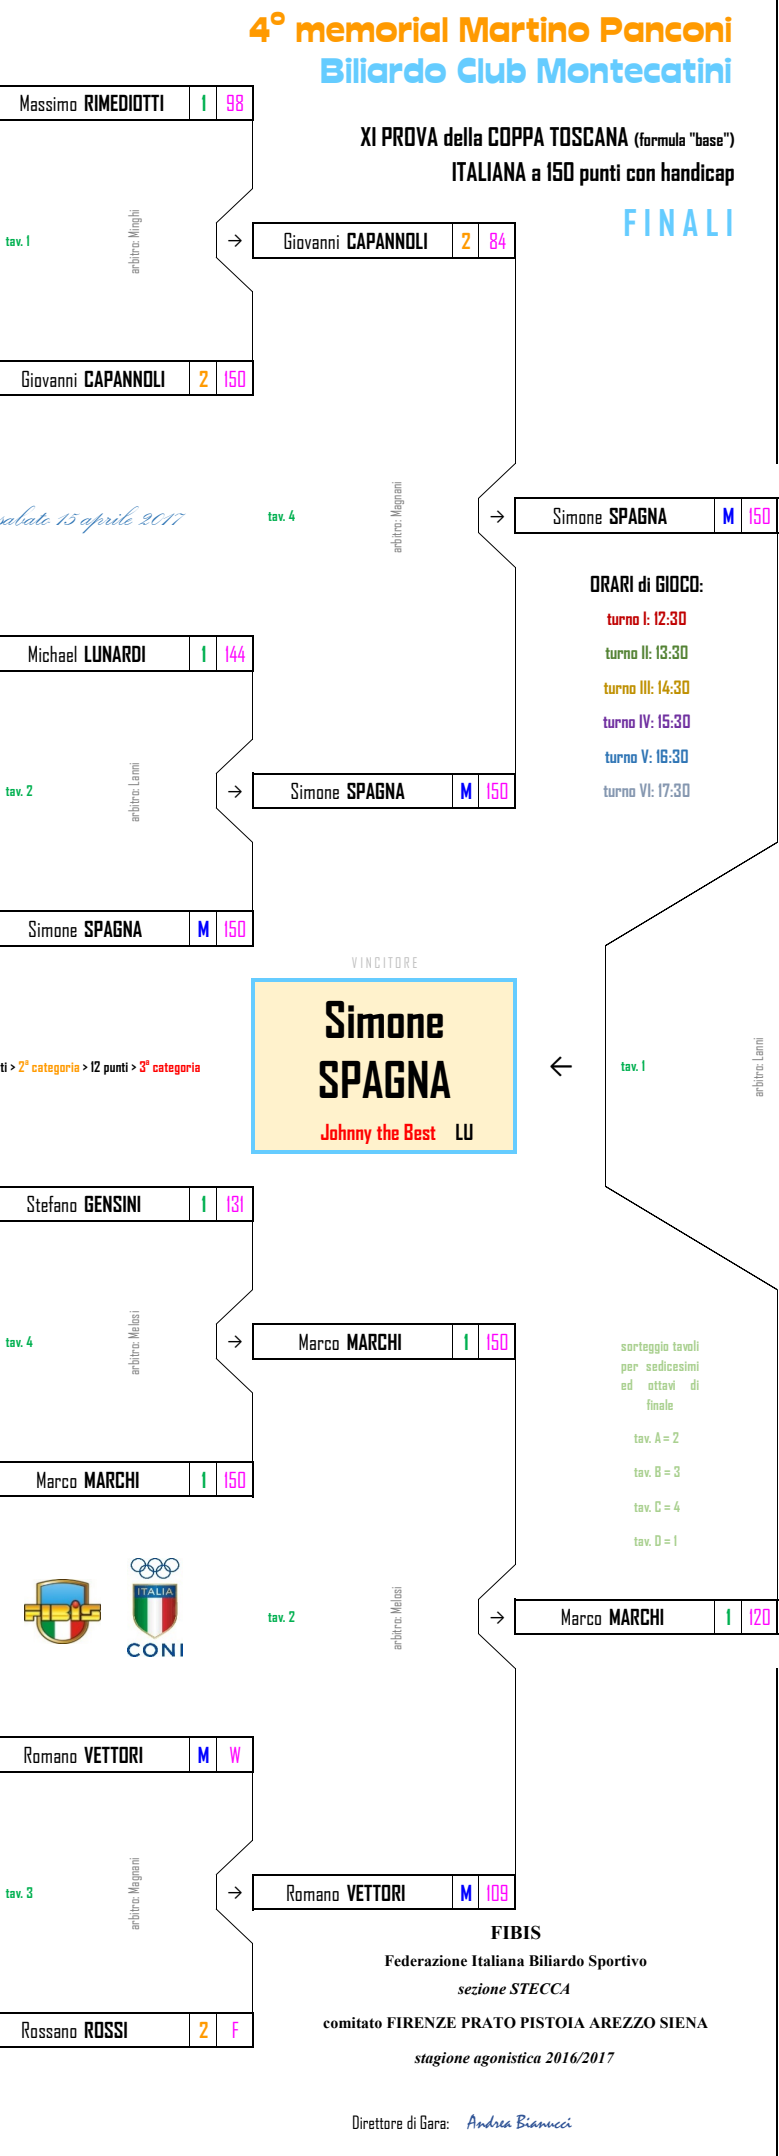 4° memorial Martino Panconi
Biliardo Club Montecatini
Massimo RIMEDIOTTI 1 98
XI PROVA della COPPA TOSCANA (formula "base")
ITALIANA a 150 punti con handicap
FINALI
tav. 1
arbitro: Minghi
→ Giovanni CAPANNOLI 2 84
Giovanni CAPANNOLI 2 150
sabato 15 aprile 2017
tav. 4
arbitro: Magnani
→ Simone SPAGNA M 150
ORARI di GIOCO:
turno I: 12:30
turno II: 13:30
turno III: 14:30
turno IV: 15:30
turno V: 16:30
turno VI: 17:30
Michael LUNARDI 1 144
tav. 2
arbitro: Lanni
→ Simone SPAGNA M 150
Simone SPAGNA M 150
VINCITORE
Simone
SPAGNA
Johnny the Best LU
←
tav. 1
arbitro: Lanni
ti > 2ª categoria > 12 punti > 3ª categoria
Stefano GENSINI 1 131
tav. 4
arbitro: Melosi
→ Marco MARCHI 1 150
sorteggio tavoli
per sedicesimi
ed ottavi di
finale
tav. A = 2
tav. B = 3
tav. C = 4
tav. D = 1
Marco MARCHI 1 150
FIBIS
ITALIA
CONI
tav. 2
arbitro: Melosi
→ Marco MARCHI 1 120
Romano VETTORI M W
tav. 3
arbitro: Magnani
→ Romano VETTORI M 109
Rossano ROSSI 2 F
FIBIS
Federazione Italiana Biliardo Sportivo
sezione STECCA
comitato FIRENZE PRATO PISTOIA AREZZO SIENA
stagione agonistica 2016/2017
Direttore di Gara: Andrea Bianucci